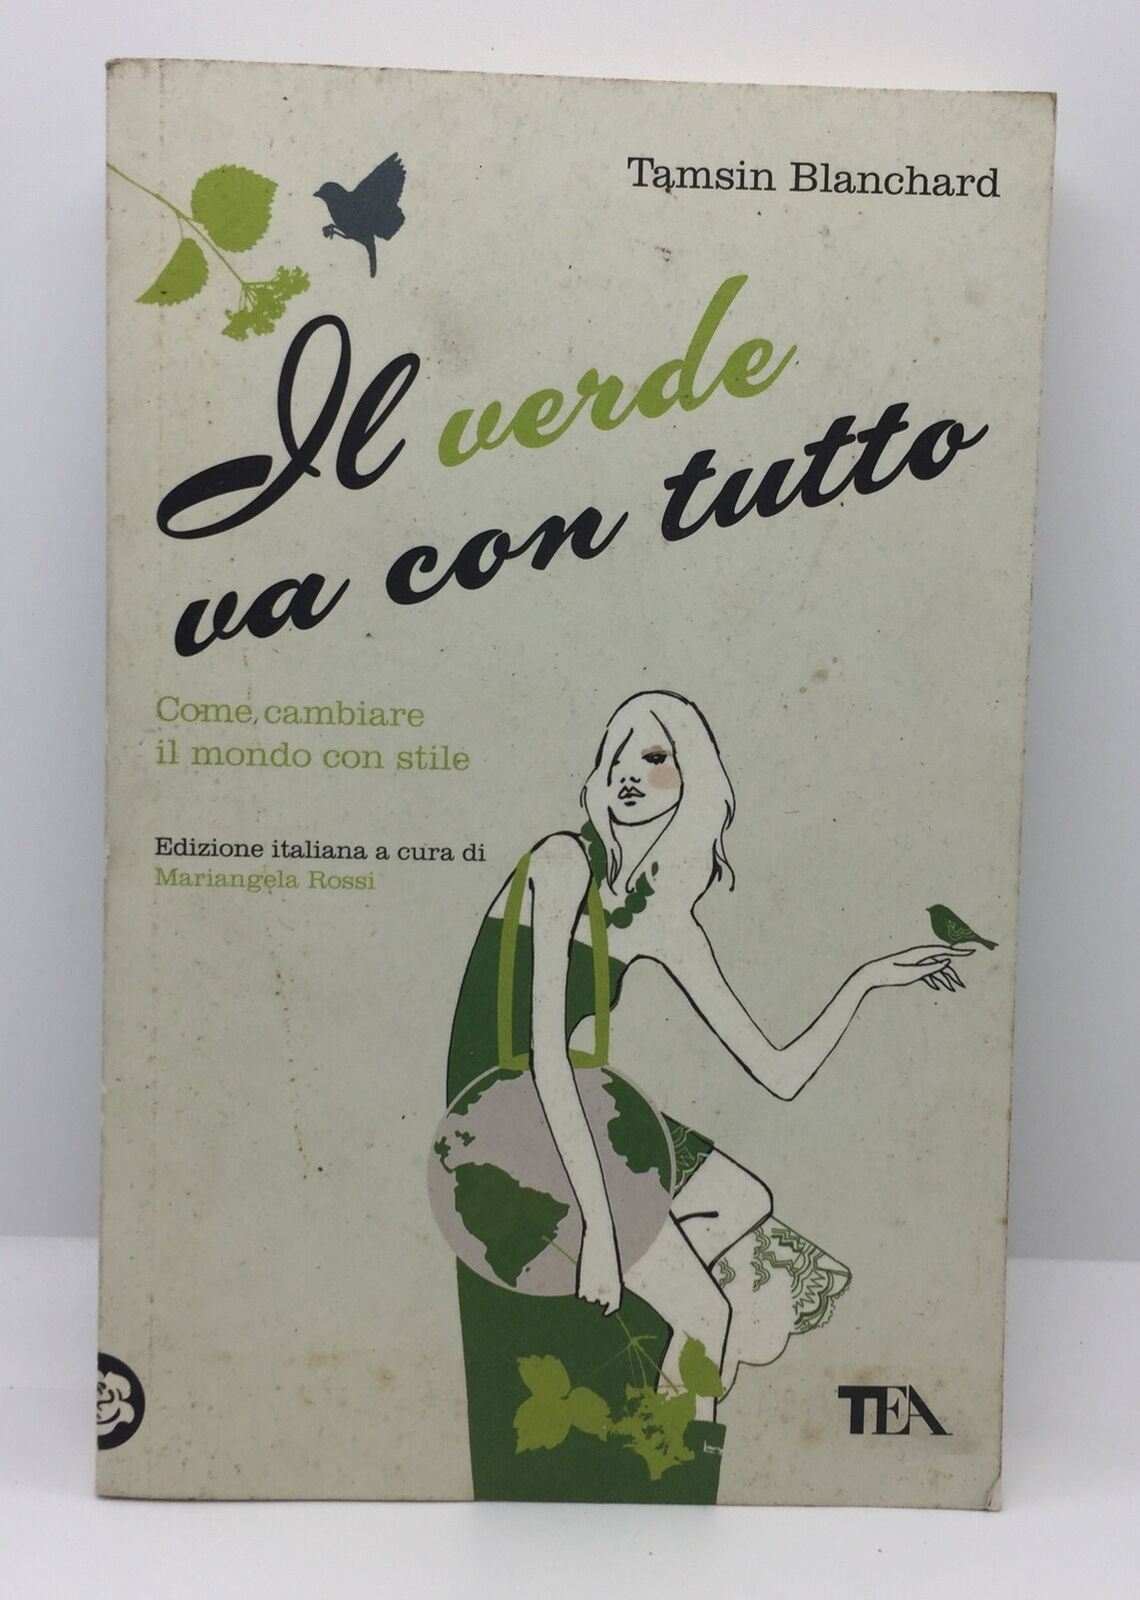 Tamsin Blanchard
Il verde
va con tutto
Come cambiare
il mondo con stile
Edizione italiana a cura di
Mariangela Rossi
TEA